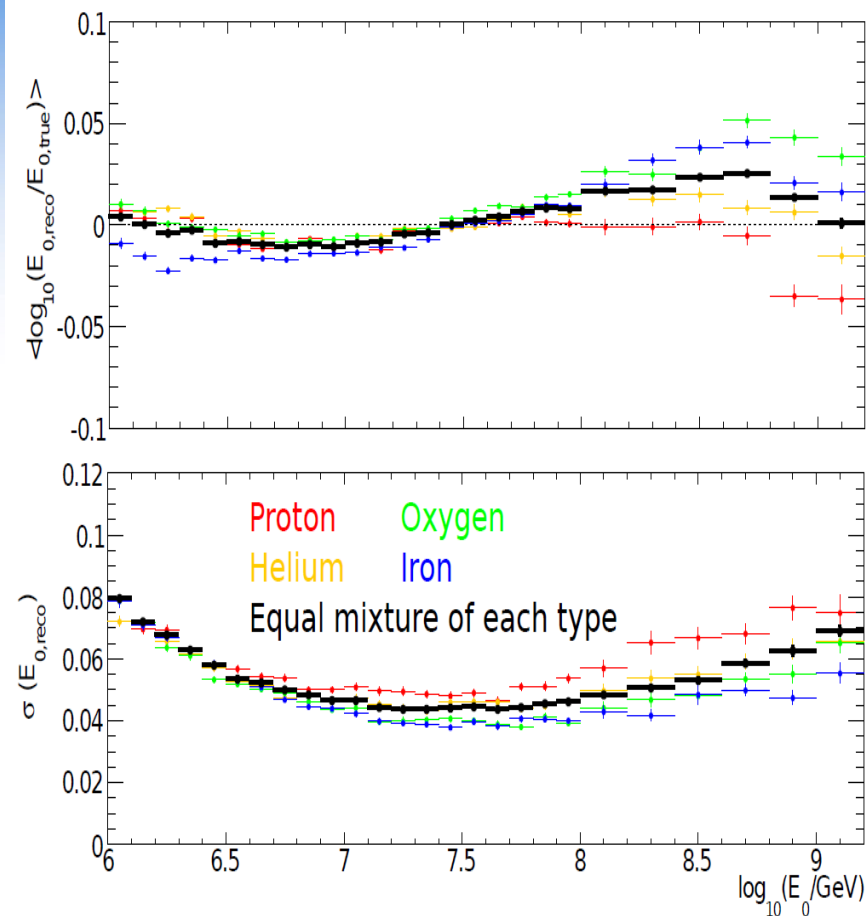 <log10(E0,reco/E0,true)>
0.1
0.05
0
-0.05
-0.1
σ (E0,reco)
0.12
0.1
0.08
0.06
0.04
0.02
0
Proton Oxygen
Helium Iron
Equal mixture of each type
6 6.5 7 7.5 8 8.5 9
log10(E0/GeV)